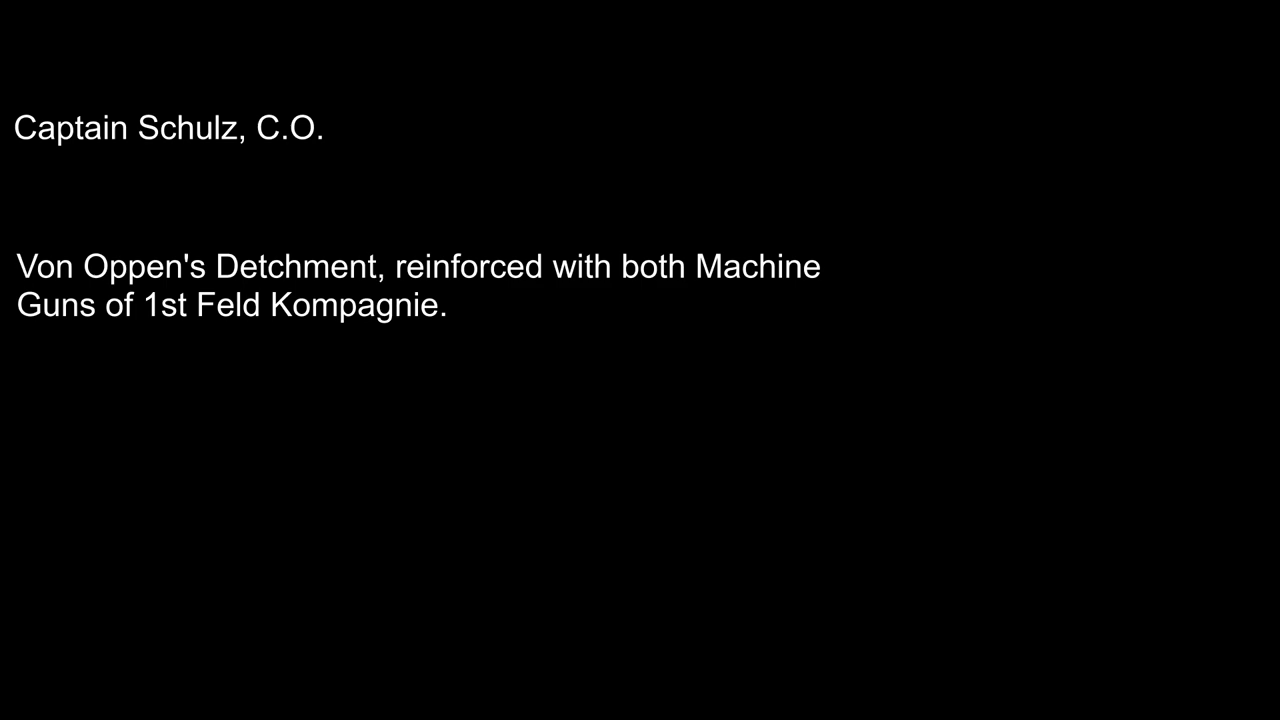 Captain Schulz, C.O.
Von Oppen's Detchment, reinforced with both Machine
Guns of 1st Feld Kompagnie.